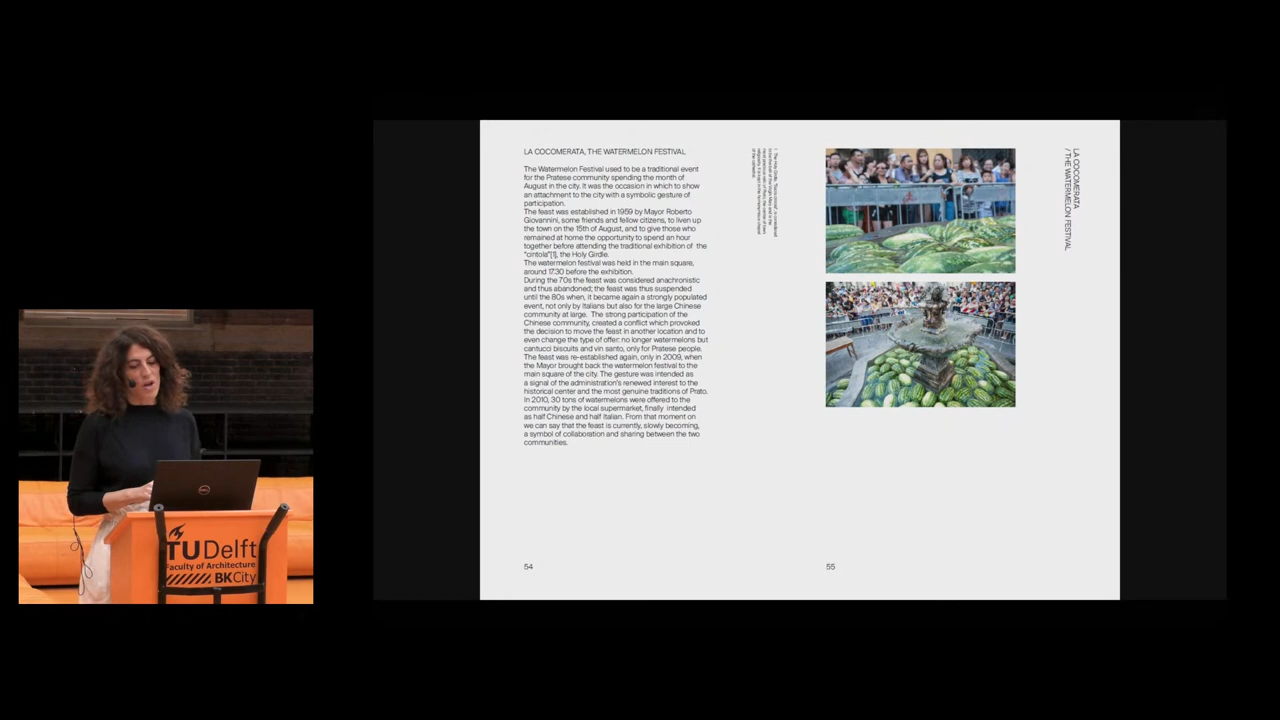 LA COCOMERATA, THE WATERMELON FESTIVAL
The Watermelon Festival used to be a traditional event
for the Pratese community spending the month of
August in the city. It was the occasion in which to show
an attachment to the city with a symbolic gesture of
participation.
The feast was established in 1959 by Mayor Roberto
Giovannini, some friends and fellow citizens, to liven up
the town on the 15th of August, and to give those who
remained at home the opportunity to spend an hour
together before attending the traditional exhibition of the
"cintola"[1], the Holy Girdle.
The watermelon festival was held in the main square,
around 17.30 before the exhibition.
During the 70s the feast was considered anachronistic
and thus abandoned; the feast was thus suspended
until the 80s when, it became again a strongly populated
event, not only by Italians but also for the large Chinese
community at large. The strong participation of the
Chinese community, created a conflict which provoked
the decision to move the feast in another location and to
even change the type of offer: no longer watermelons but
cantucci biscuits and vin santo, only for Pratese people.
The feast was re-established again, only in 2009, when
the Mayor brought back the watermelon festival to the
main square of the city. The gesture was intended as
a signal of the administration's renewed interest to the
historical center and the most genuine traditions of Prato.
In 2010, 30 tons of watermelons were offered to the
community by the local supermarket, finally intended
as half Chinese and half Italian. From that moment on
we can say that the feast is currently, slowly becoming,
a symbol of collaboration and sharing between the two
communities.
54
55
LA COCOMERATA
/ THE WATERMELON FESTIVAL
DELL
TUDelft
Faculty of Architecture
BKCity